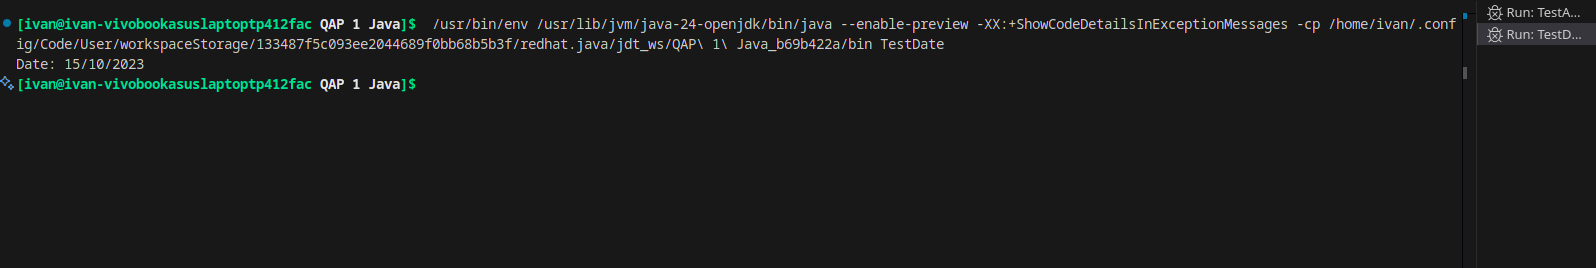 [ivan@ivan-vivobookasuslaptoptp412fac QAP 1 Java]$  /usr/bin/env /usr/lib/jvm/java-24-openjdk/bin/java --enable-preview -XX:+ShowCodeDetailsInExceptionMessages -cp /home/ivan/.conf
ig/Code/User/workspaceStorage/133487f5c093ee2044689f0bb68b5b3f/redhat.java/jdt_ws/QAP\ 1\ Java_b69b422a/bin TestDate
Date: 15/10/2023
[ivan@ivan-vivobookasuslaptoptp412fac QAP 1 Java]$
Run: TestA...
Run: TestD...